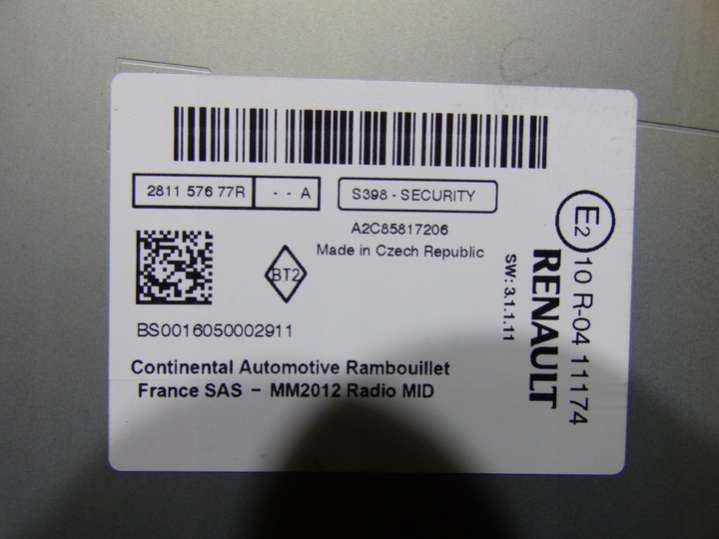 2811 576 77R - - A
S398 - SECURITY
A2C85817206
Made in Czech Republic
BT2
BS0016050002911
Continental Automotive Rambouillet
France SAS – MM2012 Radio MID
SW: 3.1.1.11
RENAULT
E2 10 R-04 11174